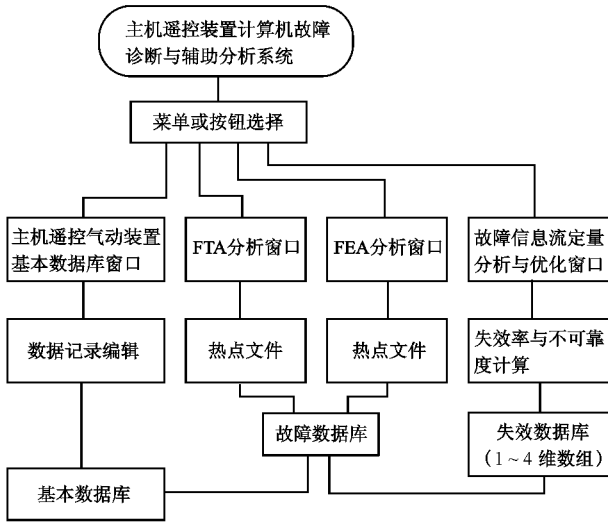 主机遥控装置计算机故障
诊断与辅助分析系统
菜单或按钮选择
主机遥控气动装置
基本数据库窗口
FTA分析窗口
FEA分析窗口
故障信息流定量
分析与优化窗口
数据记录编辑
热点文件
热点文件
失效率与不可靠
度计算
故障数据库
失效数据库
（1～4 维数组）
基本数据库